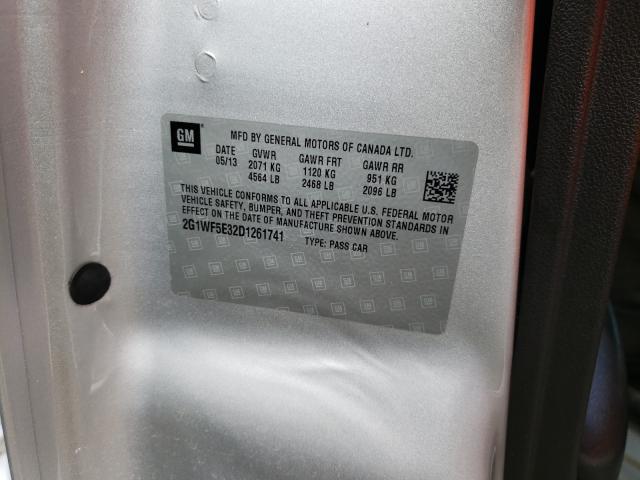 GM
MFD BY GENERAL MOTORS OF CANADA LTD.
DATE GVWR GAWR FRT GAWR RR
05/13 2071 KG 1120 KG 951 KG
4564 LB 2468 LB 2096 LB
THIS VEHICLE CONFORMS TO ALL APPLICABLE U.S. FEDERAL MOTOR
VEHICLE SAFETY, BUMPER, AND THEFT PREVENTION STANDARDS IN
EFFECT ON THE DATE OF MANUFACTURE SHOWN ABOVE.
2G1WF5E32D1261741 TYPE: PASS CAR